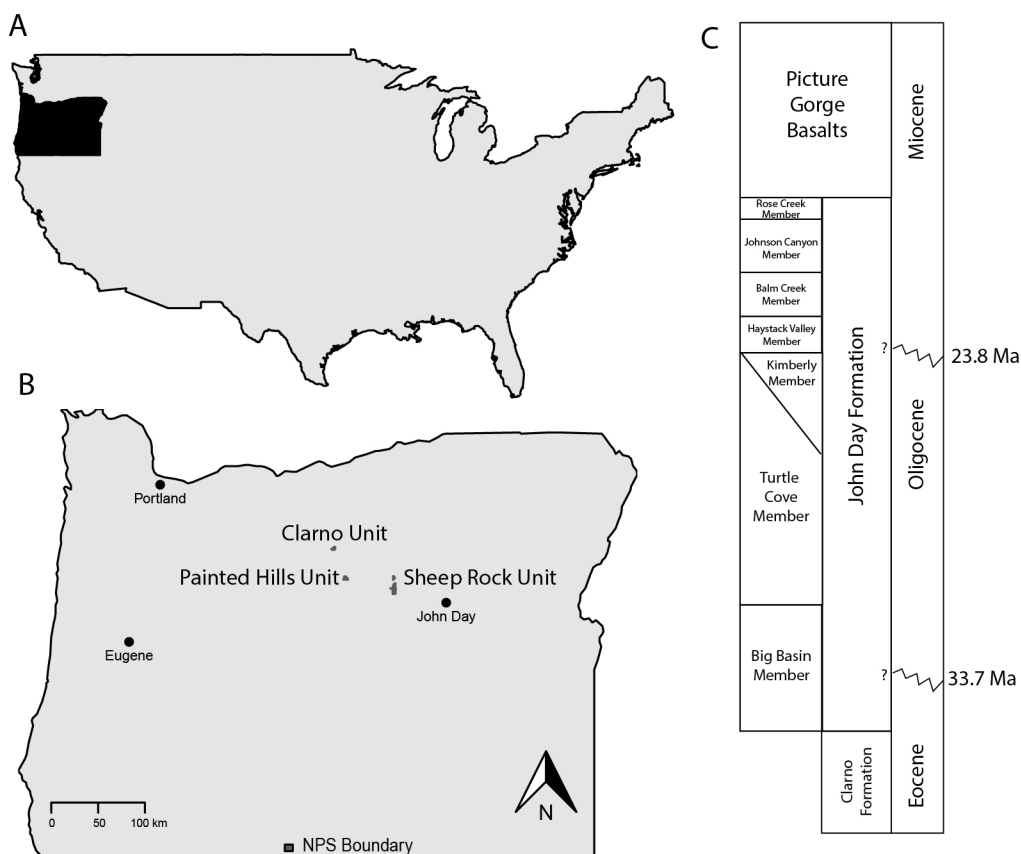 A
B
Portland
Clarno Unit
Painted Hills Unit
Sheep Rock Unit
John Day
Eugene
0 50 100 km
N
NPS Boundary
C
Picture
Gorge
Basalts
Rose Creek
Member
Johnson Canyon
Member
Balm Creek
Member
Haystack Valley
Member
Kimberly
Member
Turtle
Cove
Member
Big Basin
Member
John Day Formation
Clarno
Formation
Miocene
?
23.8 Ma
Oligocene
?
33.7 Ma
Eocene